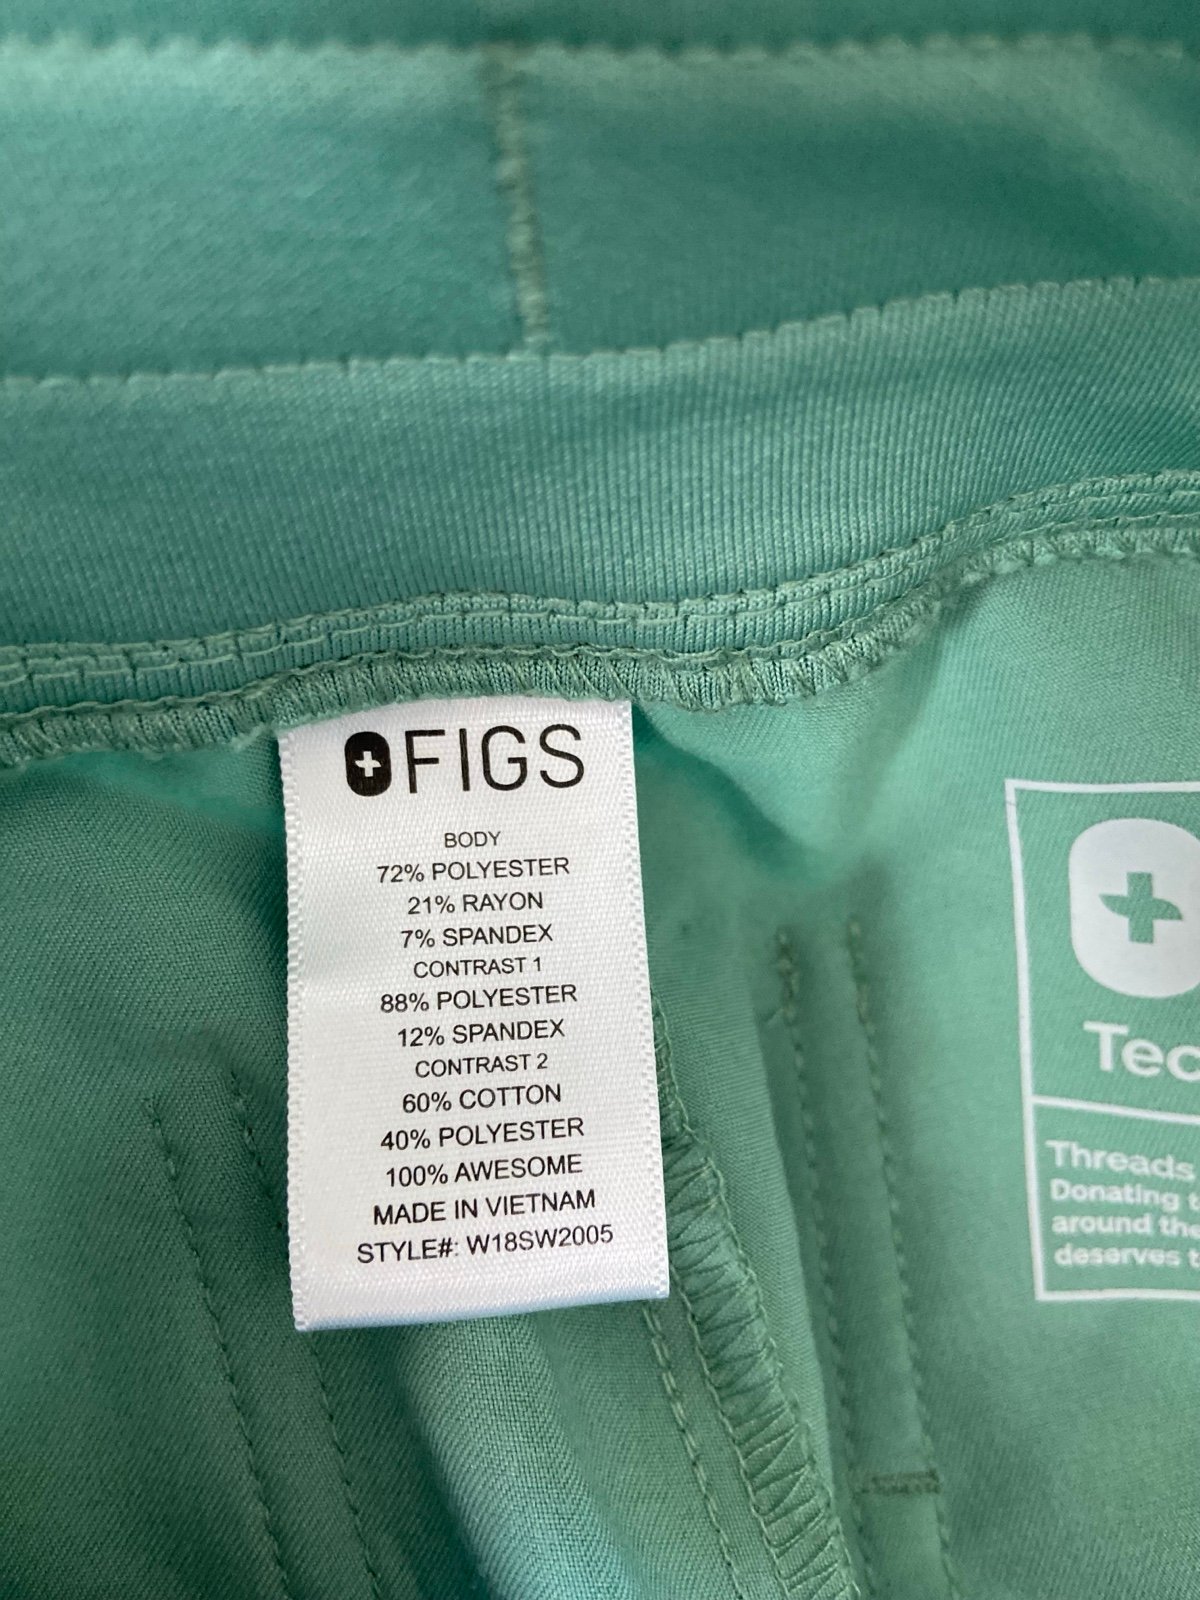 FIGS
BODY
72% POLYESTER
21% RAYON
7% SPANDEX
CONTRAST 1
88% POLYESTER
12% SPANDEX
CONTRAST 2
60% COTTON
40% POLYESTER
100% AWESOME
MADE IN VIETNAM
STYLE#: W18SW2005
Tec
Threads
Donating
around the
deserves t